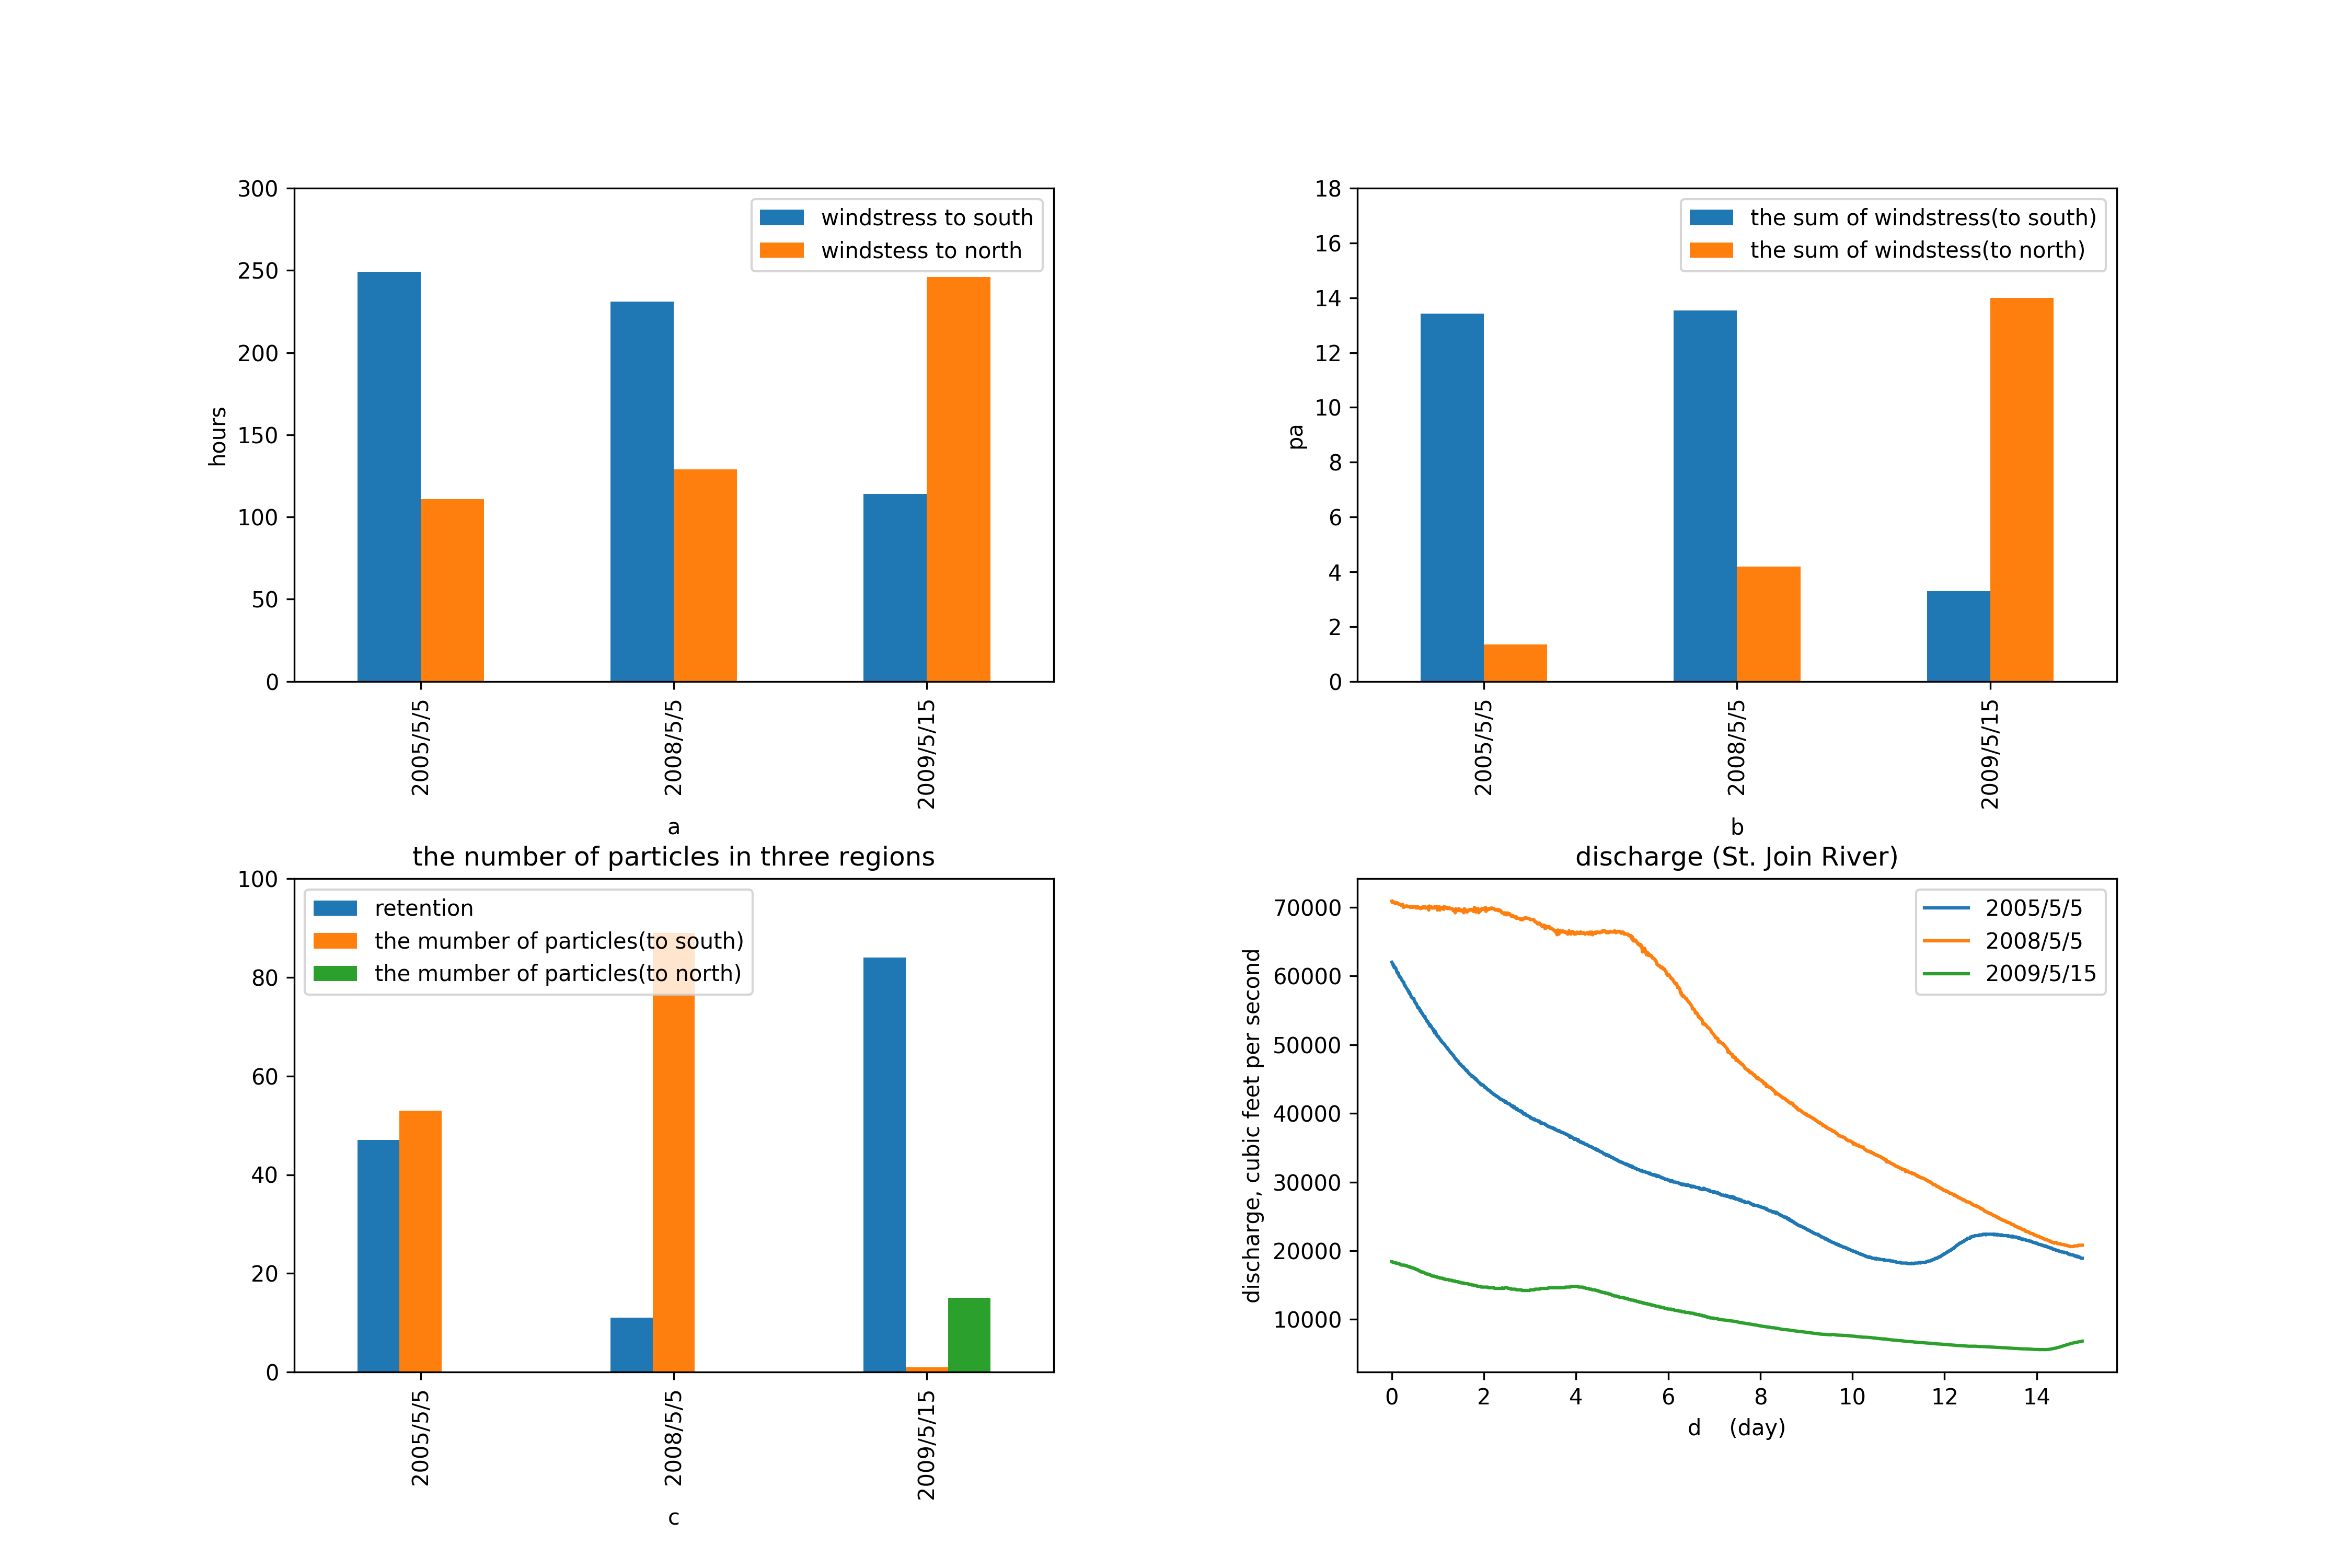 300
250
200
150
100
50
0
hours
windstress to south
windstess to north
2005/5/5
2008/5/5
2009/5/15
a
18
16
14
12
10
8
6
4
2
0
pa
the sum of windstress(to south)
the sum of windstess(to north)
2005/5/5
2008/5/5
2009/5/15
b
the number of particles in three regions
100
80
60
40
20
0
retention
the mumber of particles(to south)
the mumber of particles(to north)
2005/5/5
2008/5/5
2009/5/15
c
discharge (St. Join River)
70000
60000
50000
40000
30000
20000
10000
discharge, cubic feet per second
2005/5/5
2008/5/5
2009/5/15
0 2 4 6 8 10 12 14
d (day)